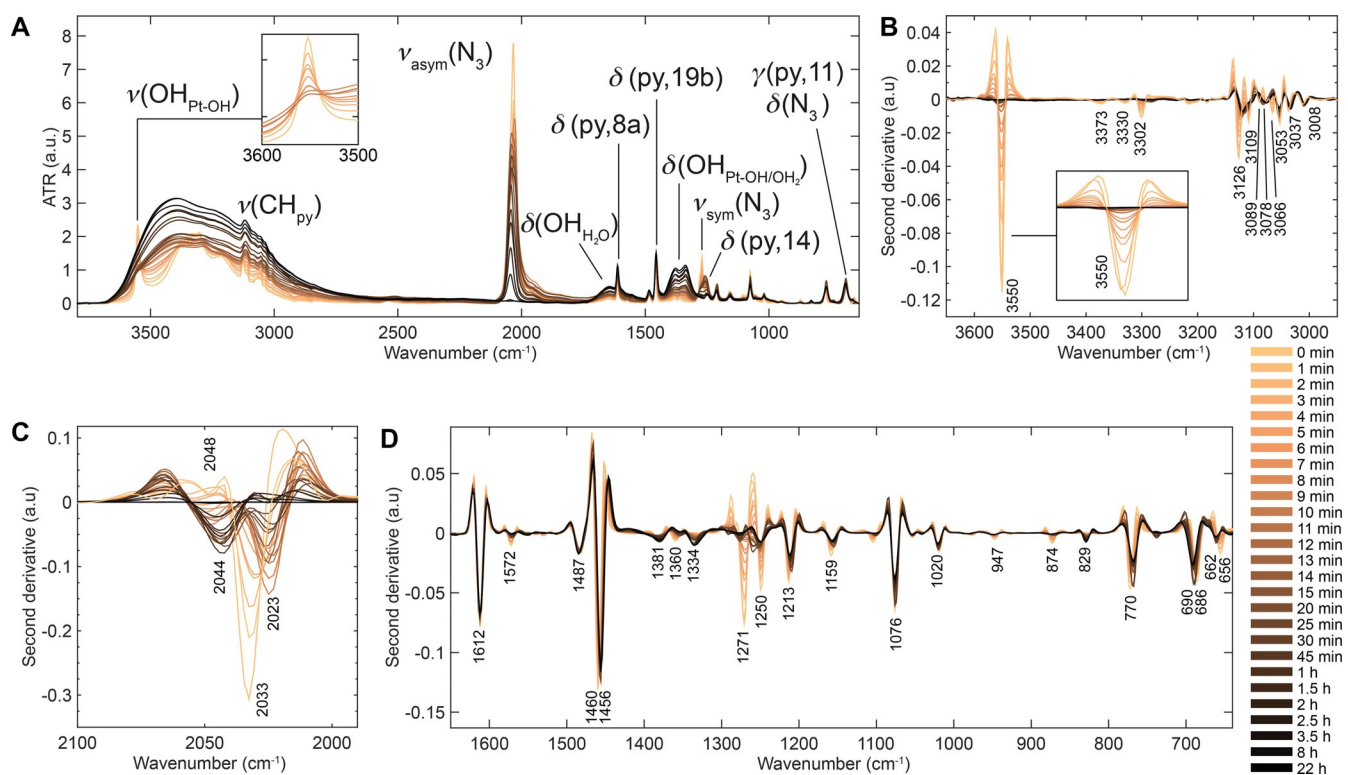 A
ATR (a.u.)
8
7
6
5
4
3
2
1
0
3500
3000
2500
2000
1500
1000
Wavenumber (cm⁻¹)
ν(OH_Pt-OH)
3600
3500
ν(CH_py)
ν_asym(N₃)
δ(OH_H₂O)
δ (py,8a)
δ (py,19b)
δ(OH_Pt-OH/OH₂)
ν_sym(N₃)
δ (py,14)
γ(py,11)
δ(N₃)
B
Second derivative (a.u)
0.04
0.02
0
-0.02
-0.04
-0.06
-0.08
-0.10
-0.12
3550
3550
3373
3330
3302
3126
3109
3089
3078
3066
3053
3037
3008
3600
3500
3400
3300
3200
3100
3000
Wavenumber (cm⁻¹)
C
Second derivative (a.u)
0.1
0
-0.1
-0.2
-0.3
2048
2044
2033
2023
2100
2050
2000
Wavenumber (cm⁻¹)
D
Second derivative (a.u)
0.05
0
-0.05
-0.1
-0.15
1612
1572
1487
1460
1456
1381
1360
1334
1271
1250
1213
1159
1076
1020
947
874
829
770
690
686
662
656
1600
1500
1400
1300
1200
1100
1000
900
800
700
Wavenumber (cm⁻¹)
0 min
1 min
2 min
3 min
4 min
5 min
6 min
7 min
8 min
9 min
10 min
11 min
12 min
13 min
14 min
15 min
20 min
25 min
30 min
45 min
1 h
1.5 h
2 h
2.5 h
3.5 h
8 h
22 h